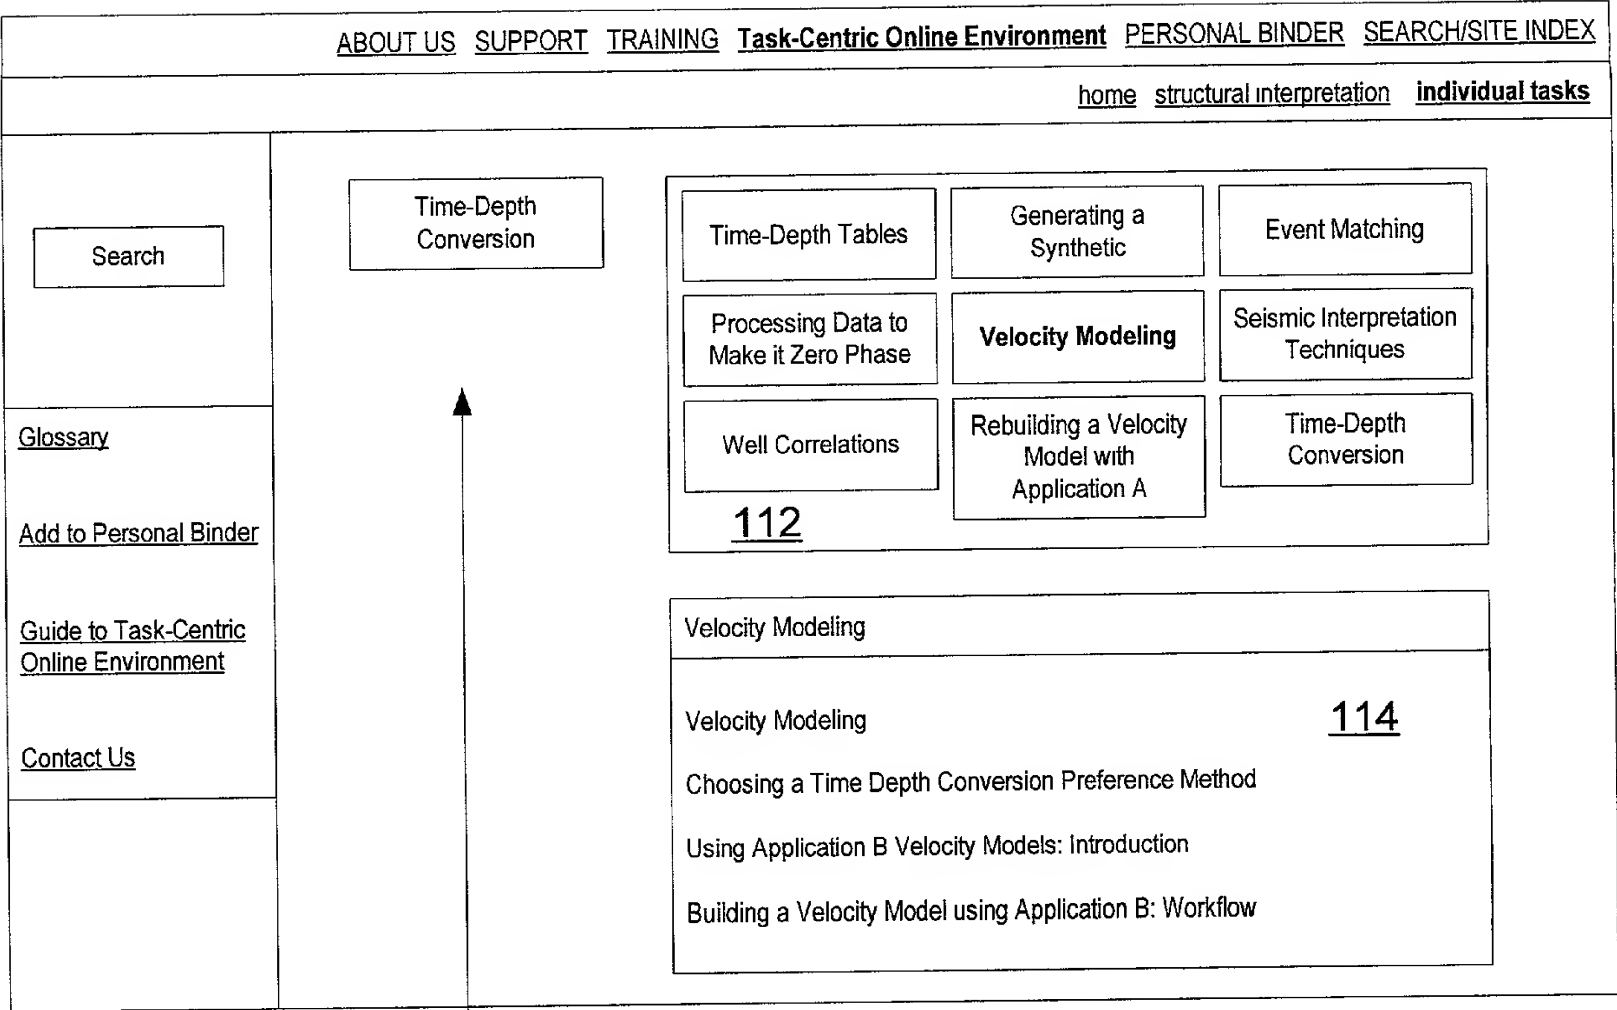 ABOUT US SUPPORT TRAINING Task-Centric Online Environment PERSONAL BINDER SEARCH/SITE INDEX
home structural interpretation individual tasks
Search
Glossary
Add to Personal Binder
Guide to Task-Centric
Online Environment
Contact Us
Time-Depth
Conversion
Time-Depth Tables
Generating a
Synthetic
Event Matching
Processing Data to
Make it Zero Phase
Velocity Modeling
Seismic Interpretation
Techniques
Well Correlations
Rebuilding a Velocity
Model with
Application A
Time-Depth
Conversion
112
Velocity Modeling
Velocity Modeling
114
Choosing a Time Depth Conversion Preference Method
Using Application B Velocity Models: Introduction
Building a Velocity Model using Application B: Workflow